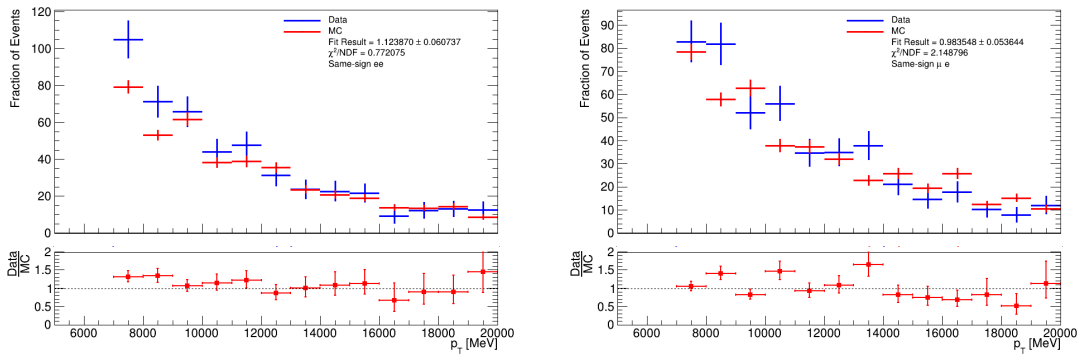 Fraction of Events
120
100
80
60
40
20
0
Data
MC
Fit Result = 1.123870 ± 0.060737
χ²/NDF = 0.772075
Same-sign ee
Data
MC
2
1.5
1
0.5
0
6000 8000 10000 12000 14000 16000 18000 20000
p_T [MeV]
Fraction of Events
90
80
70
60
50
40
30
20
10
0
Data
MC
Fit Result = 0.983548 ± 0.053644
χ²/NDF = 2.148796
Same-sign μ e
Data
MC
2
1.5
1
0.5
0
6000 8000 10000 12000 14000 16000 18000 20000
p_T [MeV]